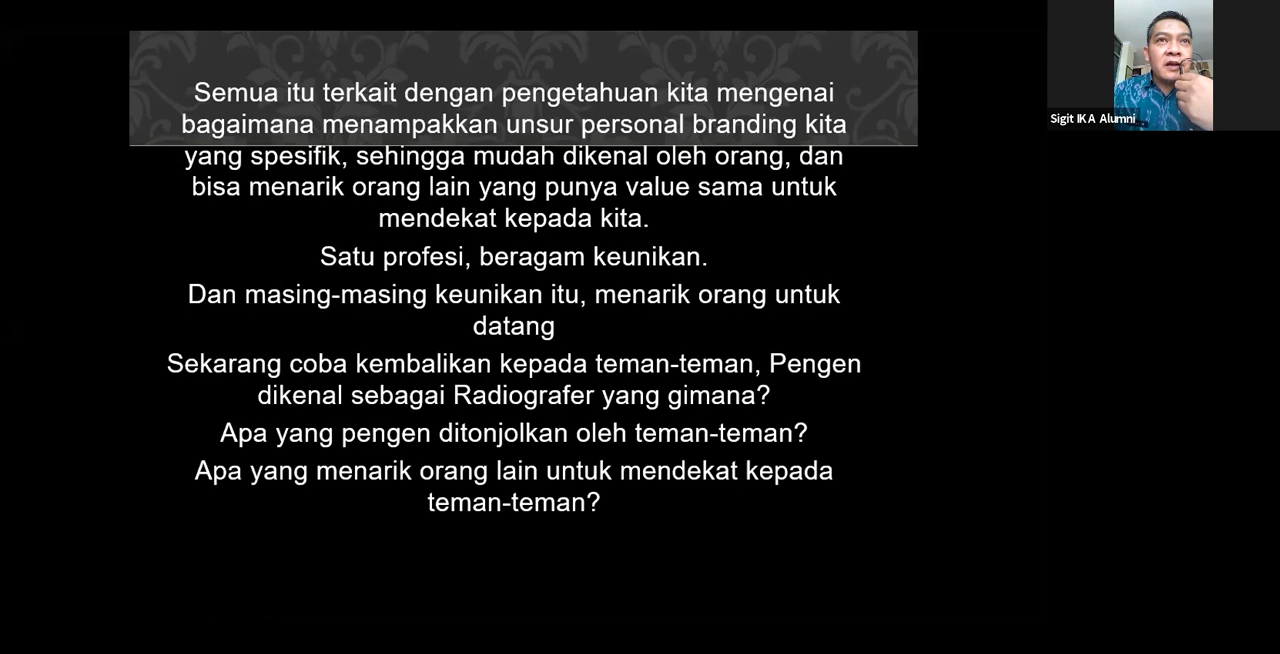 Semua itu terkait dengan pengetahuan kita mengenai
bagaimana menampakkan unsur personal branding kita
yang spesifik, sehingga mudah dikenal oleh orang, dan
bisa menarik orang lain yang punya value sama untuk
mendekat kepada kita.
Satu profesi, beragam keunikan.
Dan masing-masing keunikan itu, menarik orang untuk
datang
Sekarang coba kembalikan kepada teman-teman, Pengen
dikenal sebagai Radiografer yang gimana?
Apa yang pengen ditonjolkan oleh teman-teman?
Apa yang menarik orang lain untuk mendekat kepada
teman-teman?
Sigit IKA Alumni